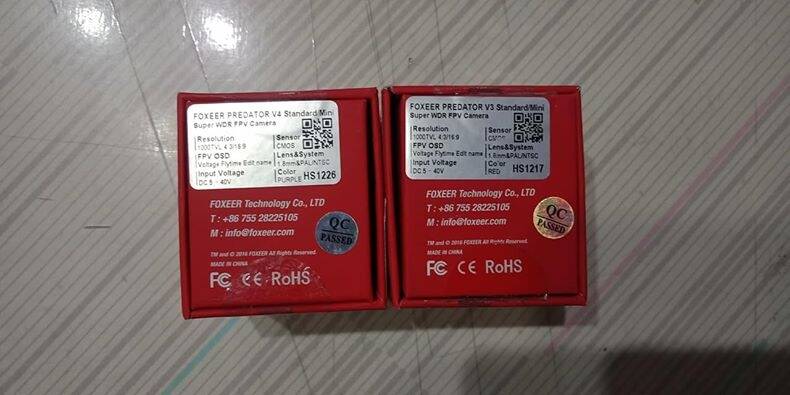 FOXEER PREDATOR V4 Standard/Mini
Super WDR FPV Camera
Resolution
1000TVL 4:3/16:9
Sensor
CMOS
FPV OSD
Voltage Flytime Edit name
Lens&System
1.8mm&PAL/NTSC
Input Voltage
DC 5 - 40V
Color
PURPLE HS1226
FOXEER Technology Co., LTD
T : +86 755 28225105
M : info@foxeer.com
QC
PASSED
TM and © 2016 FOXEER All Rights Reserved.
MADE IN CHINA
FC CE RoHS
FOXEER PREDATOR V3 Standard/Mini
Super WDR FPV Camera
Resolution
1000TVL 4:3/16:9
Sensor
CMOS
FPV OSD
Voltage Flytime Edit name
Lens&System
1.8mm&PAL/NTSC
Input Voltage
DC 5 - 40V
Color
RED HS1217
FOXEER Technology Co., LTD
T : +86 755 28225105
M : info@foxeer.com
QC
PASSED
TM and © 2016 FOXEER All Rights Reserved.
MADE IN CHINA
FC CE RoHS